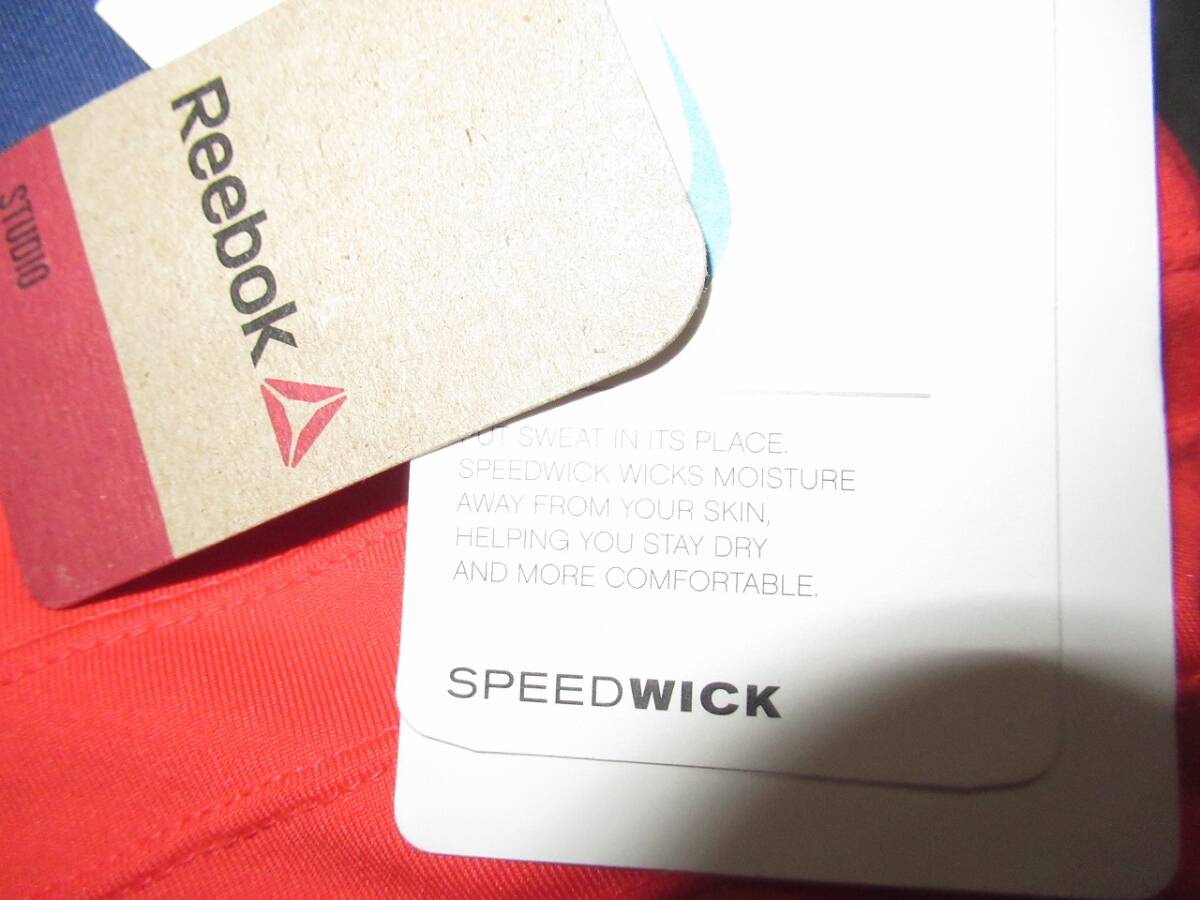 Reebok
STUDIO
PUT SWEAT IN ITS PLACE.
SPEEDWICK WICKS MOISTURE
AWAY FROM YOUR SKIN,
HELPING YOU STAY DRY
AND MORE COMFORTABLE.
SPEEDWICK